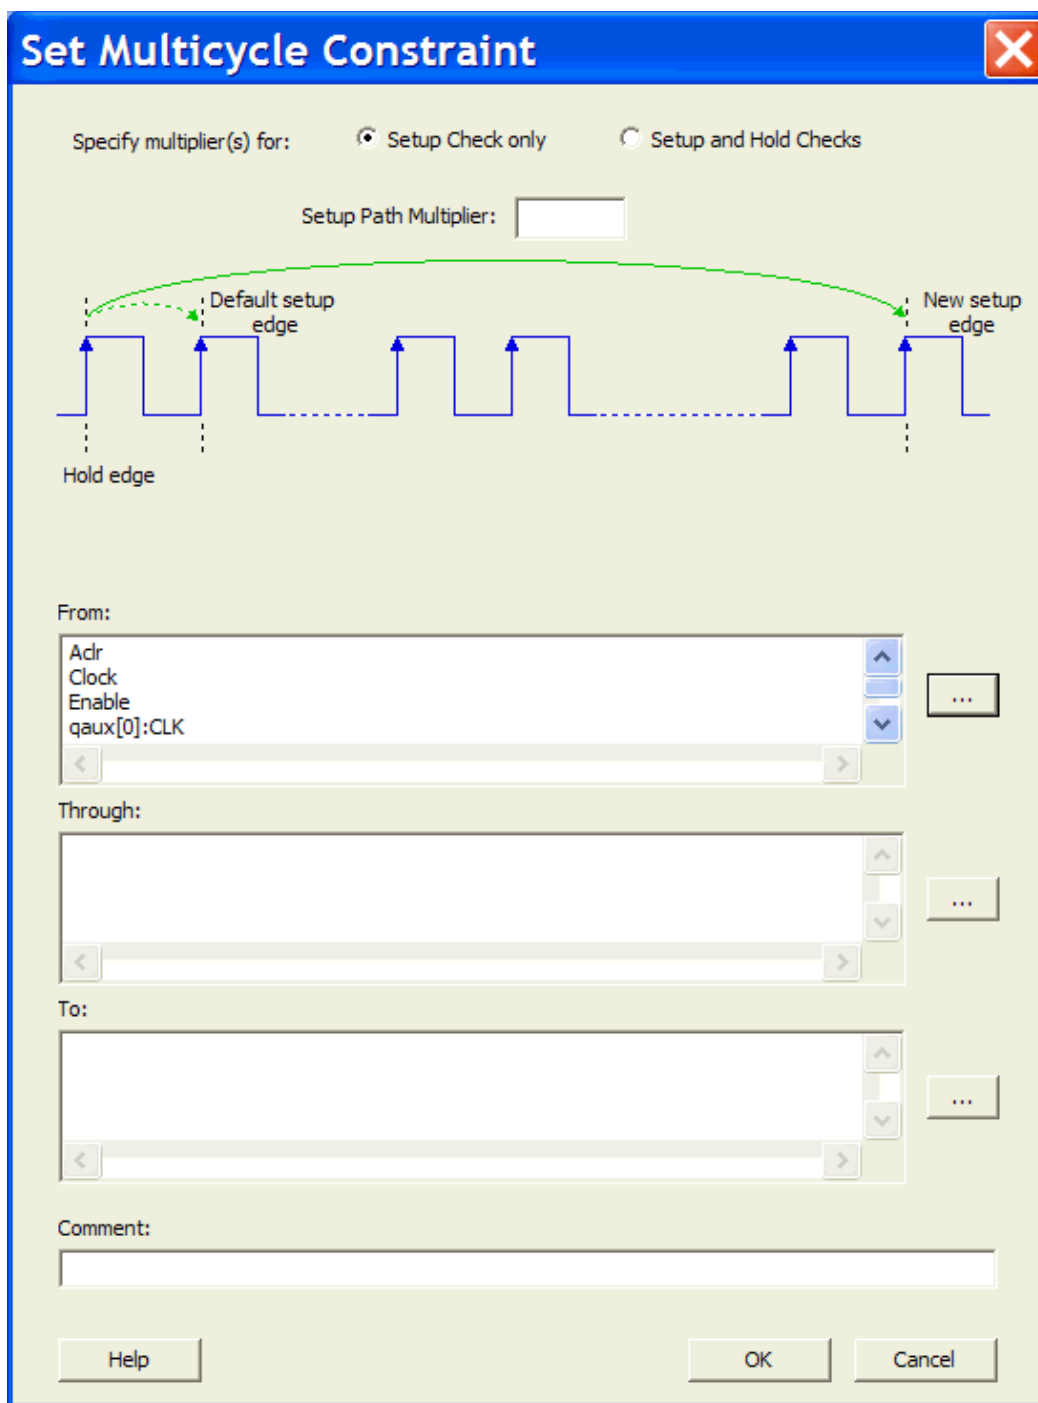 Set Multicycle Constraint
Specify multiplier(s) for:
Setup Check only
Setup and Hold Checks
Setup Path Multiplier:
Default setup
edge
New setup
edge
Hold edge
From:
Aclr
Clock
Enable
qaux[0]:CLK
...
Through:
...
To:
...
Comment:
Help
OK
Cancel